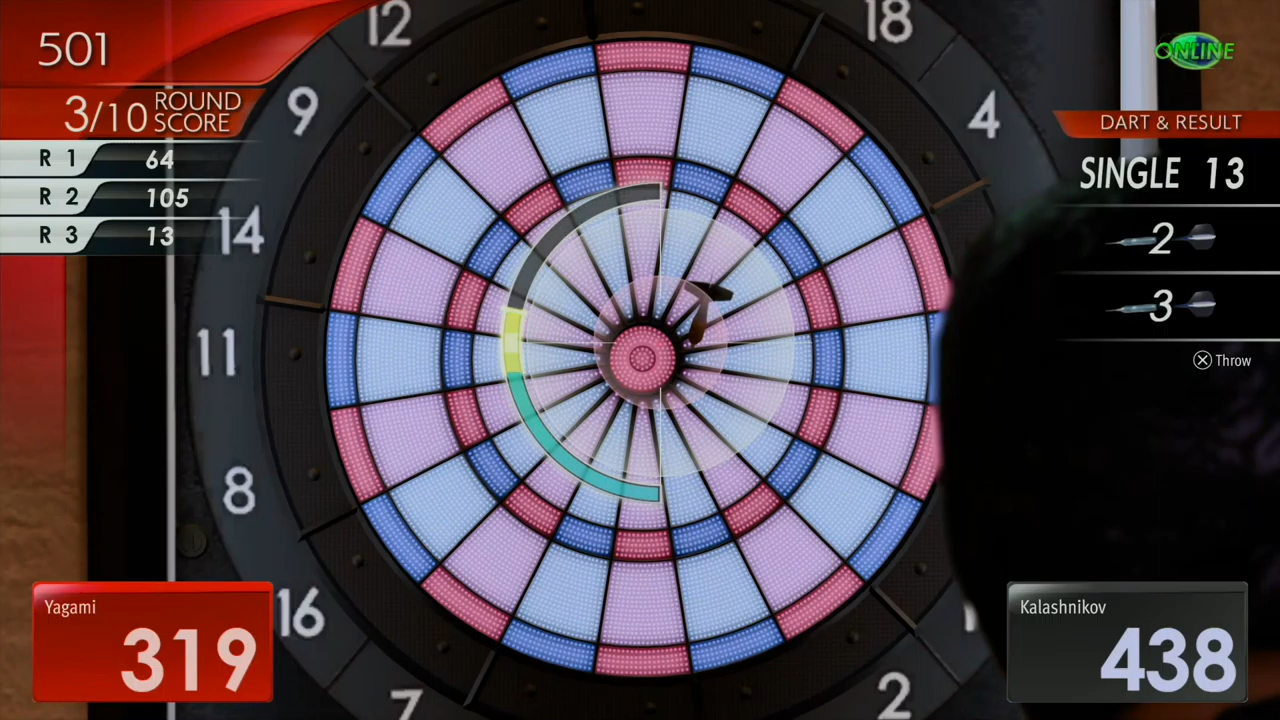 501
3/10 ROUND SCORE
R 1 64
R 2 105
R 3 13
12
18
9
4
14
11
8
16
7
2
ONLINE
DART & RESULT
SINGLE 13
2
3
Throw
Yagami
319
Kalashnikov
438